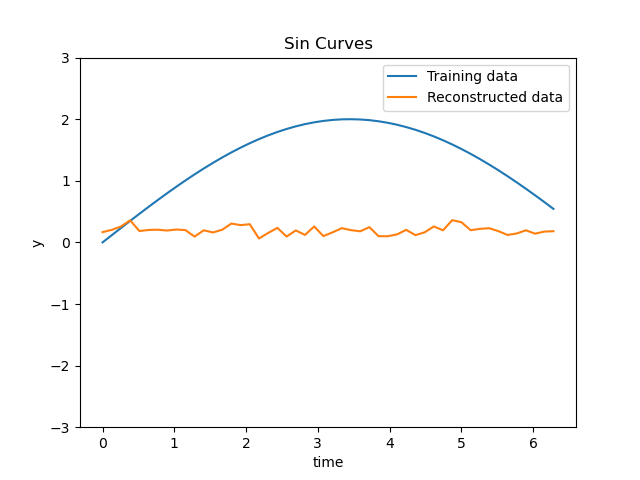 Sin Curves
Training data
Reconstructed data
3
2
1
0
−1
−2
−3
y
0 1 2 3 4 5 6
time